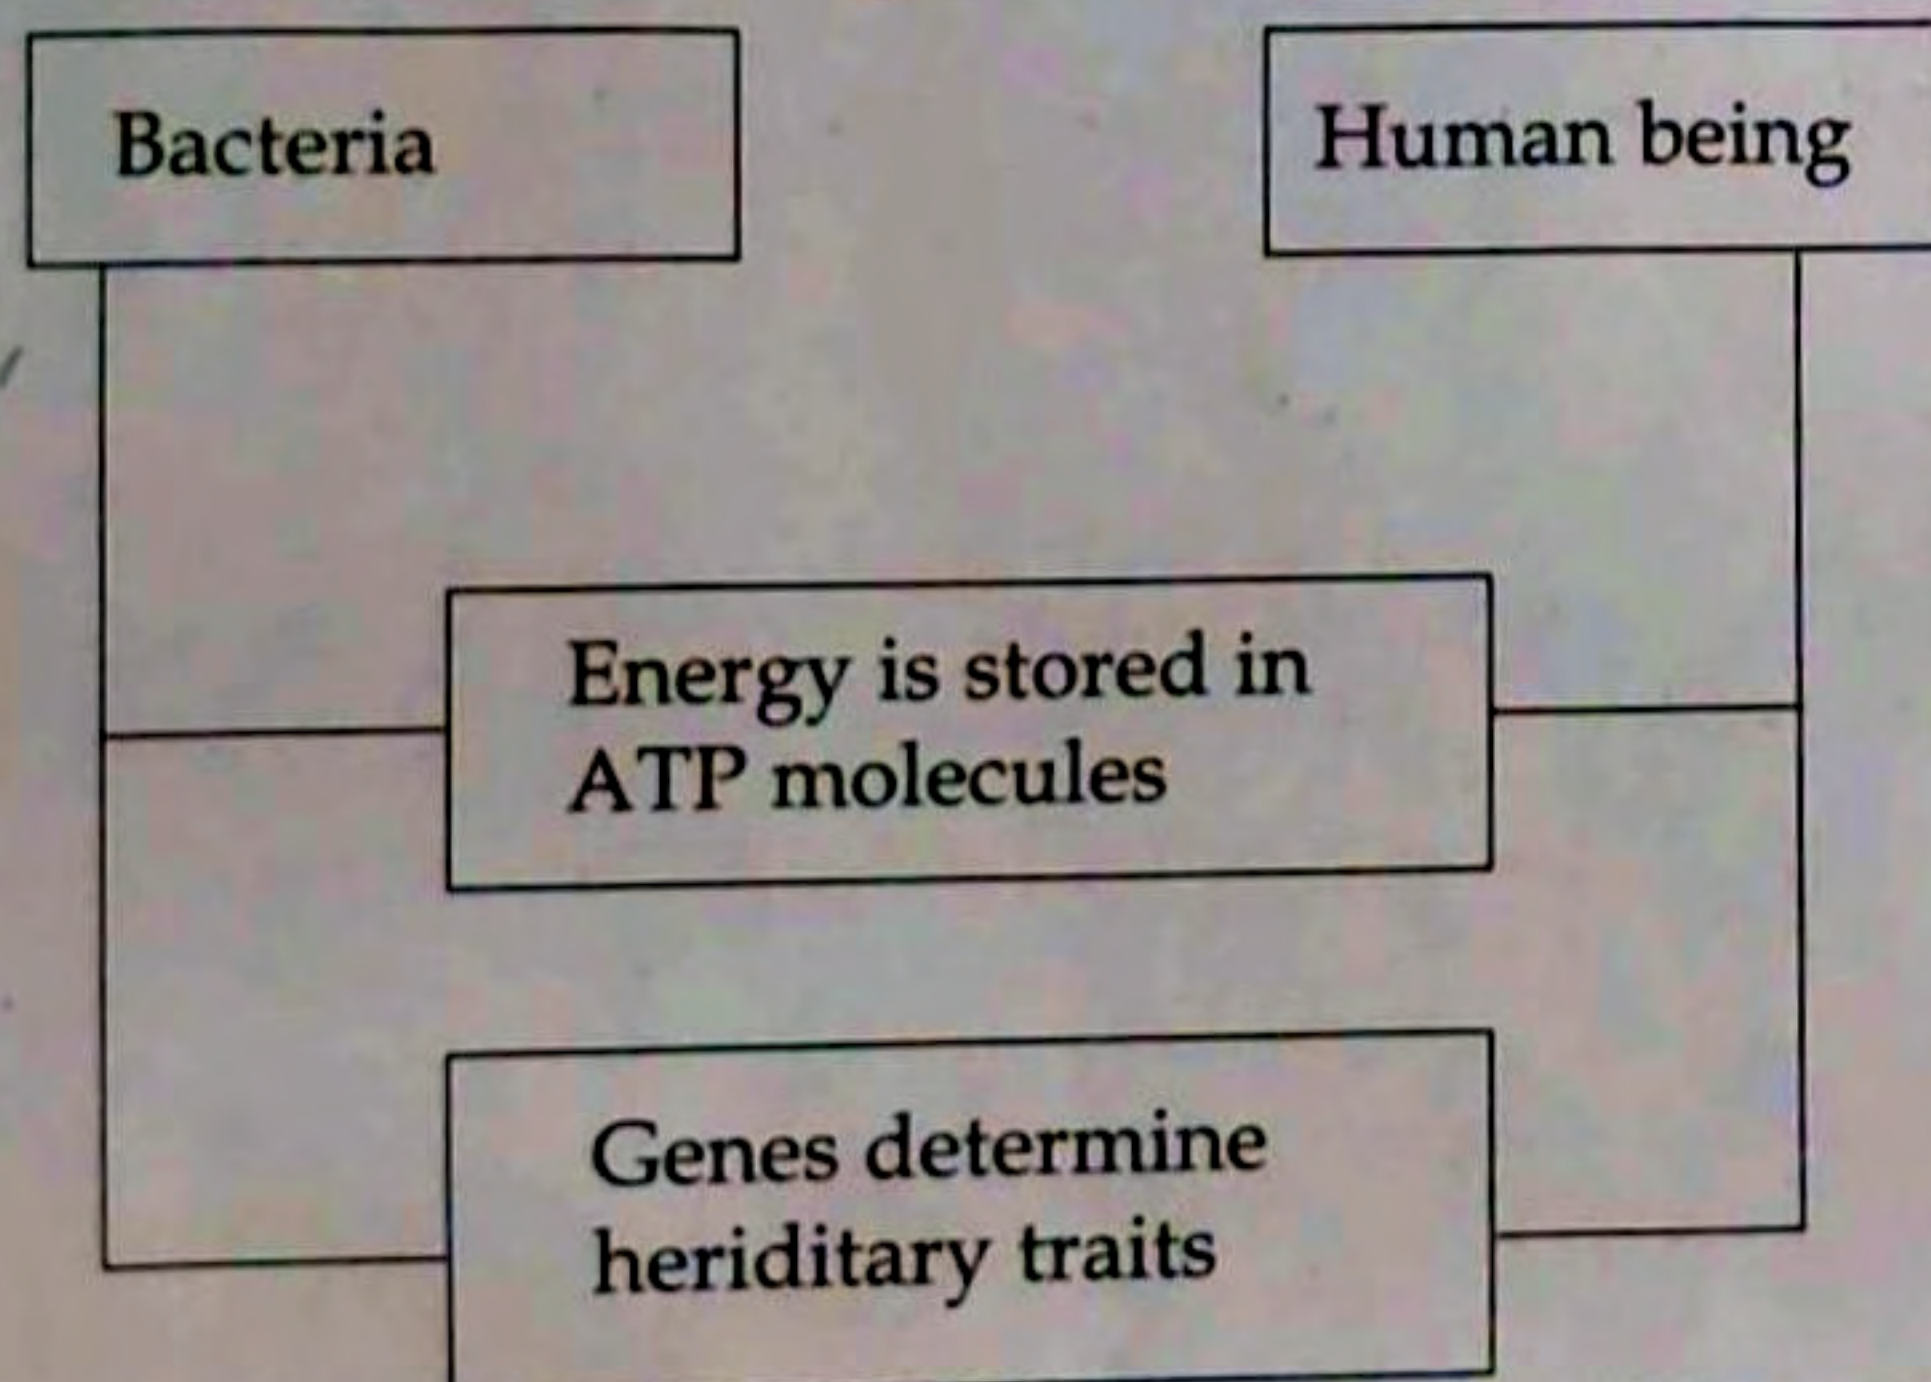 Bacteria
Human being
Energy is stored in
ATP molecules
Genes determine
heriditary traits